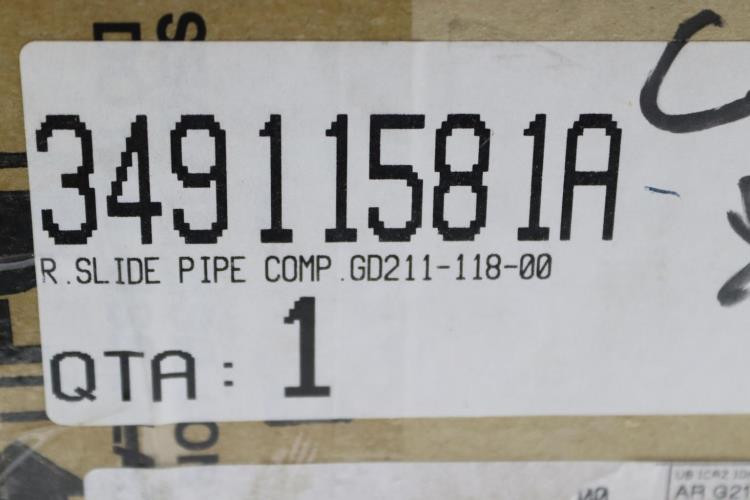 34911581A
R.SLIDE PIPE COMP.GD211-118-00
QTA: 1